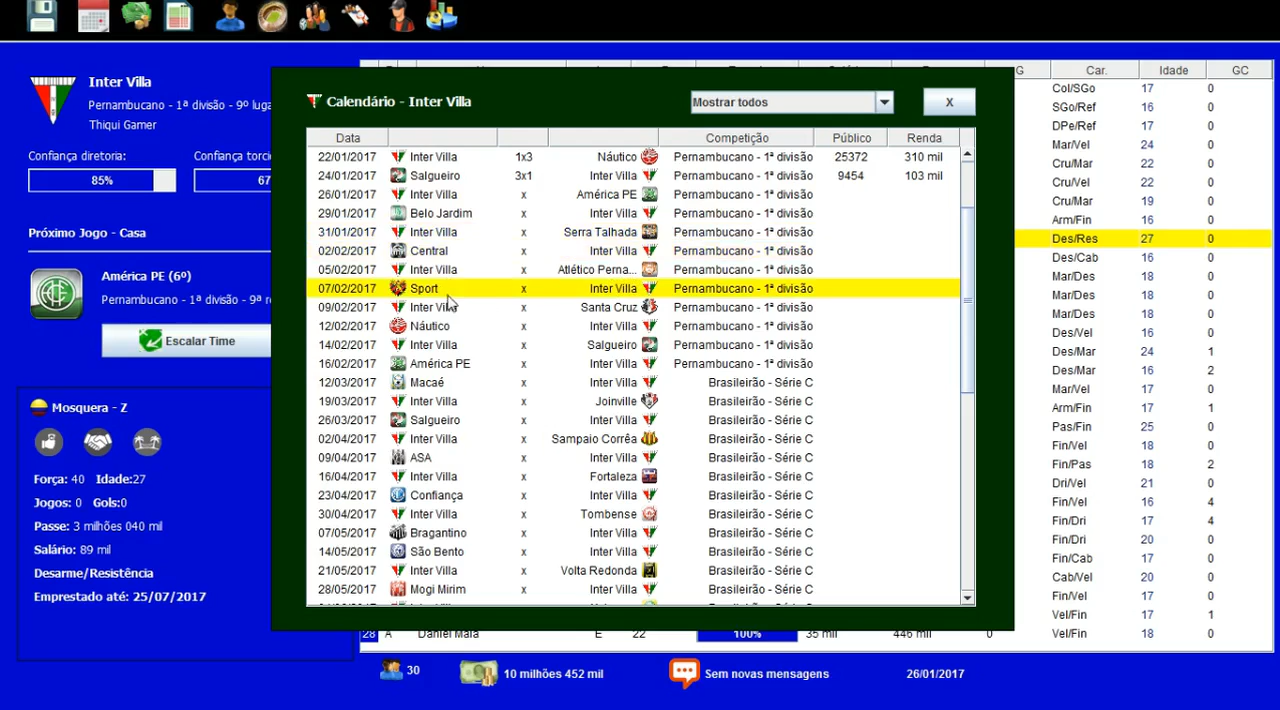 Inter Villa
Pernambucano - 1ª divisão - 9º luga
Thiqui Gamer
Confiança diretoria: Confiança torci
85% 67
Próximo Jogo - Casa
América PE (6º)
Pernambucano - 1ª divisão - 9ª r
Escalar Time
Mosquera - Z
Força: 40 Idade:27
Jogos: 0 Gols:0
Passe: 3 milhões 040 mil
Salário: 89 mil
Desarme/Resistência
Emprestado até: 25/07/2017
Calendário - Inter Villa Mostrar todos X
Data Competição Público Renda
22/01/2017 Inter Villa 1x3 Náutico Pernambucano - 1ª divisão 25372 310 mil
24/01/2017 Salgueiro 3x1 Inter Villa Pernambucano - 1ª divisão 9454 103 mil
26/01/2017 Inter Villa x América PE Pernambucano - 1ª divisão
29/01/2017 Belo Jardim x Inter Villa Pernambucano - 1ª divisão
31/01/2017 Inter Villa x Serra Talhada Pernambucano - 1ª divisão
02/02/2017 Central x Inter Villa Pernambucano - 1ª divisão
05/02/2017 Inter Villa x Atlético Perna... Pernambucano - 1ª divisão
07/02/2017 Sport x Inter Villa Pernambucano - 1ª divisão
09/02/2017 Inter Villa x Santa Cruz Pernambucano - 1ª divisão
12/02/2017 Náutico x Inter Villa Pernambucano - 1ª divisão
14/02/2017 Inter Villa x Salgueiro Pernambucano - 1ª divisão
16/02/2017 América PE x Inter Villa Pernambucano - 1ª divisão
12/03/2017 Macaé x Inter Villa Brasileirão - Série C
19/03/2017 Inter Villa x Joinville Brasileirão - Série C
26/03/2017 Salgueiro x Inter Villa Brasileirão - Série C
02/04/2017 Inter Villa x Sampaio Corrêa Brasileirão - Série C
09/04/2017 ASA x Inter Villa Brasileirão - Série C
16/04/2017 Inter Villa x Fortaleza Brasileirão - Série C
23/04/2017 Confiança x Inter Villa Brasileirão - Série C
30/04/2017 Inter Villa x Tombense Brasileirão - Série C
07/05/2017 Bragantino x Inter Villa Brasileirão - Série C
14/05/2017 São Bento x Inter Villa Brasileirão - Série C
21/05/2017 Inter Villa x Volta Redonda Brasileirão - Série C
28/05/2017 Mogi Mirim x Inter Villa Brasileirão - Série C
G Car. Idade GC
Col/SGo 17 0
SGo/Ref 16 0
DPe/Ref 17 0
Mar/Vel 24 0
Cru/Mar 22 0
Cru/Vel 22 0
Cru/Mar 19 0
Arm/Fin 16 0
Des/Res 27 0
Des/Cab 16 0
Mar/Des 18 0
Mar/Des 18 0
Mar/Des 18 0
Des/Vel 16 0
Des/Mar 24 1
Des/Mar 16 2
Mar/Vel 17 0
Arm/Fin 17 1
Pas/Fin 25 0
Fin/Vel 18 0
Fin/Pas 18 2
Dri/Vel 21 0
Fin/Vel 16 4
Fin/Dri 17 4
Fin/Dri 20 0
Fin/Cab 17 0
Cab/Vel 20 0
Fin/Vel 17 0
Vel/Fin 17 1
28 A Daniel Maia E 22 100% 35 mil 446 mil 0 Vel/Fin 18 0
30 10 milhões 452 mil Sem novas mensagens 26/01/2017